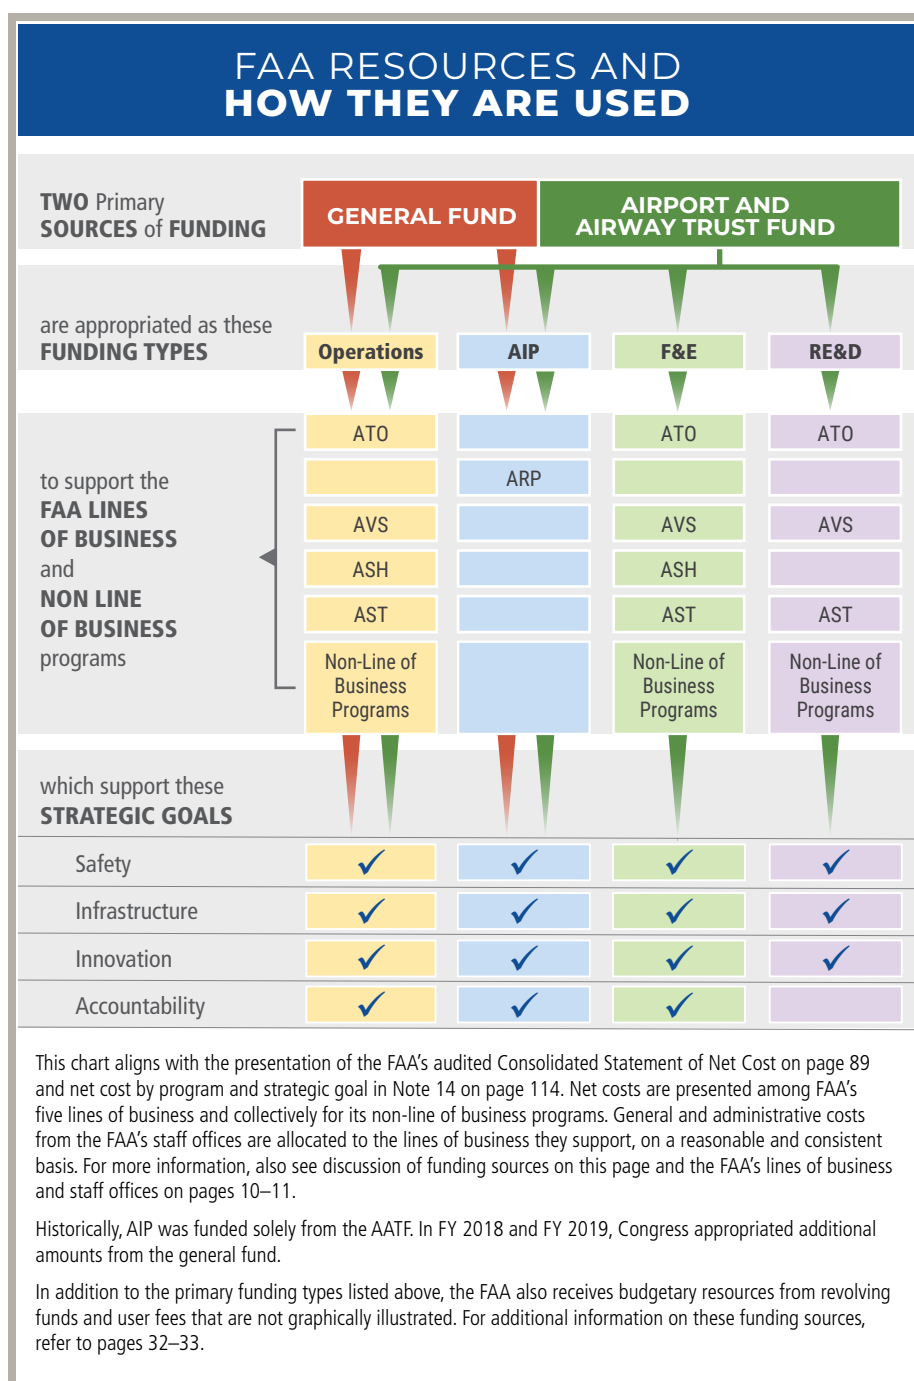 FAA RESOURCES AND
HOW THEY ARE USED
TWO Primary
SOURCES of FUNDING
GENERAL FUND
AIRPORT AND
AIRWAY TRUST FUND
are appropriated as these
FUNDING TYPES
Operations
AIP
F&E
RE&D
to support the
FAA LINES
OF BUSINESS
and
NON LINE
OF BUSINESS
programs
ATO
ATO
ATO
ARP
AVS
AVS
AVS
ASH
ASH
AST
AST
AST
Non-Line of
Business
Programs
Non-Line of
Business
Programs
Non-Line of
Business
Programs
which support these
STRATEGIC GOALS
Safety
Infrastructure
Innovation
Accountability
This chart aligns with the presentation of the FAA’s audited Consolidated Statement of Net Cost on page 89
and net cost by program and strategic goal in Note 14 on page 114. Net costs are presented among FAA’s
five lines of business and collectively for its non-line of business programs. General and administrative costs
from the FAA’s staff offices are allocated to the lines of business they support, on a reasonable and consistent
basis. For more information, also see discussion of funding sources on this page and the FAA’s lines of business
and staff offices on pages 10–11.
Historically, AIP was funded solely from the AATF. In FY 2018 and FY 2019, Congress appropriated additional
amounts from the general fund.
In addition to the primary funding types listed above, the FAA also receives budgetary resources from revolving
funds and user fees that are not graphically illustrated. For additional information on these funding sources,
refer to pages 32–33.